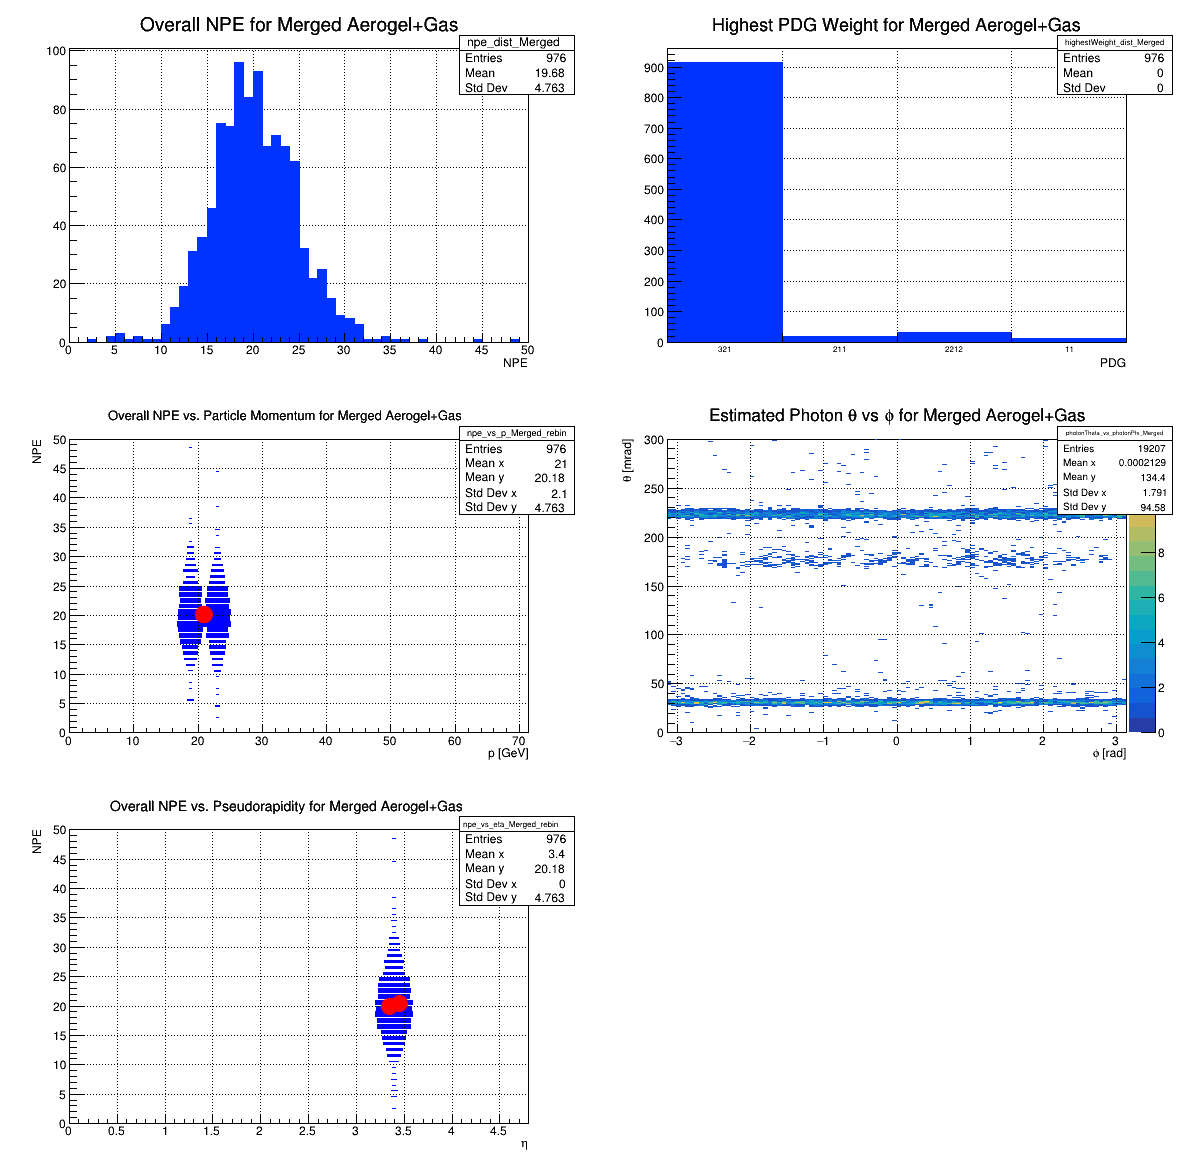 Overall NPE for Merged Aerogel+Gas
npe_dist_Merged
Entries 976
Mean 19.68
Std Dev 4.763
100
80
60
40
20
0
0 5 10 15 20 25 30 35 40 45 50
NPE
Highest PDG Weight for Merged Aerogel+Gas
highestWeight_dist_Merged
Entries 976
Mean 0
Std Dev 0
900
800
700
600
500
400
300
200
100
0
321 211 2212 11
PDG
Overall NPE vs. Particle Momentum for Merged Aerogel+Gas
npe_vs_p_Merged_rebin
Entries 976
Mean x 21
Mean y 20.18
Std Dev x 2.1
Std Dev y 4.763
NPE
50
45
40
35
30
25
20
15
10
5
0
0 10 20 30 40 50 60 70
p [GeV]
Estimated Photon θ vs ϕ for Merged Aerogel+Gas
photonTheta_vs_photonPhi_Merged
Entries 19207
Mean x 0.0002129
Mean y 134.4
Std Dev x 1.791
Std Dev y 94.58
θ [mrad]
300
250
200
150
100
50
0
−3 −2 −1 0 1 2 3
ϕ [rad]
8
6
4
2
0
Overall NPE vs. Pseudorapidity for Merged Aerogel+Gas
npe_vs_eta_Merged_rebin
Entries 976
Mean x 3.4
Mean y 20.18
Std Dev x 0
Std Dev y 4.763
NPE
50
45
40
35
30
25
20
15
10
5
0
0 0.5 1 1.5 2 2.5 3 3.5 4 4.5
η